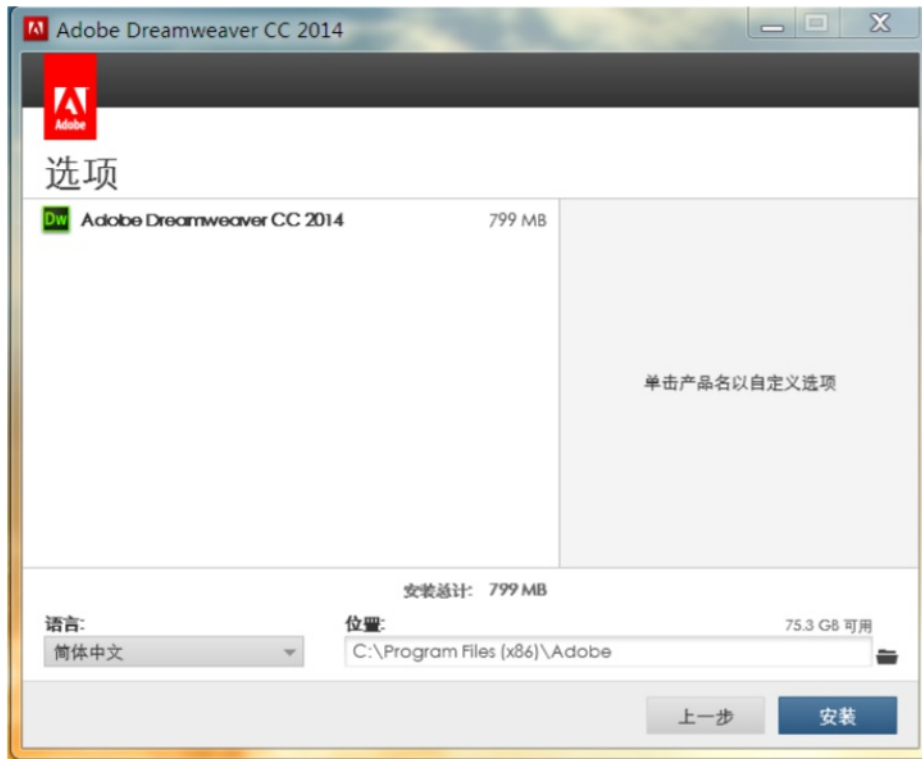 Adobe Dreamweaver CC 2014
Adobe
选项
Dw Adobe Dreamweaver CC 2014 799 MB
单击产品名以自定义选项
安装总计: 799 MB
语言: 位置: 75.3 GB 可用
简体中文 C:\Program Files (x86)\Adobe
上一步 安装